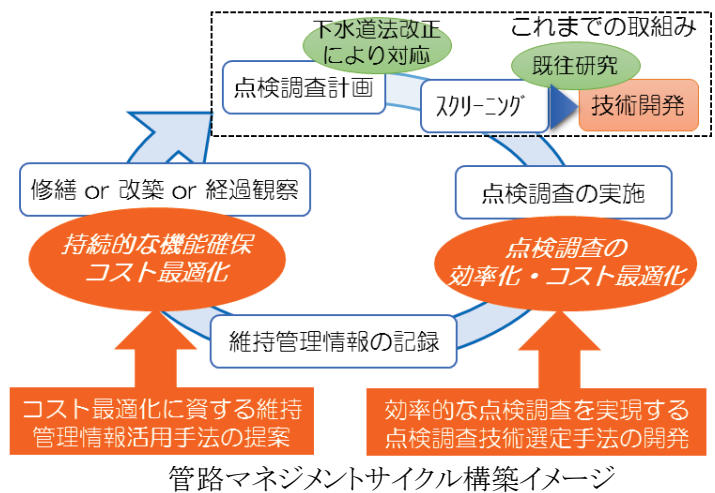 これまでの取組み
下水道法改正
により対応
既往研究
点検調査計画
ｽｸﾘｰﾆﾝｸﾞ
技術開発
修繕 or 改築 or 経過観察
点検調査の実施
持続的な機能確保
コスト最適化
点検調査の
効率化・コスト最適化
維持管理情報の記録
コスト最適化に資する維持
管理情報活用手法の提案
効率的な点検調査を実現する
点検調査技術選定手法の開発
管路マネジメントサイクル構築イメージ